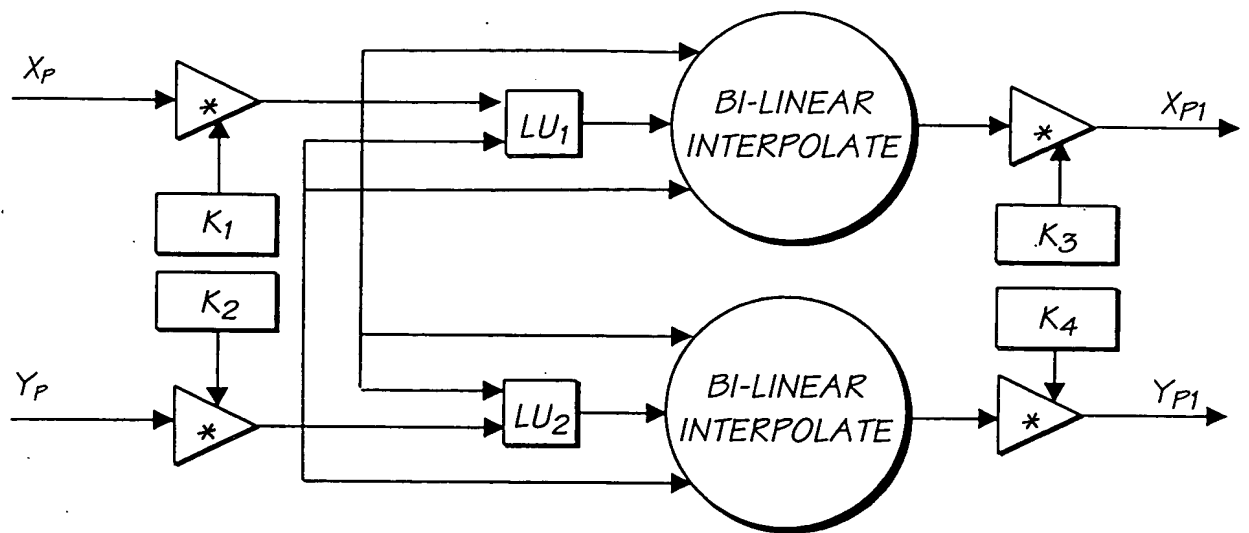 X_P
*
K_1
K_2
Y_P
*
LU_1
LU_2
BI-LINEAR
INTERPOLATE
BI-LINEAR
INTERPOLATE
*
X_P1
K_3
K_4
*
Y_P1